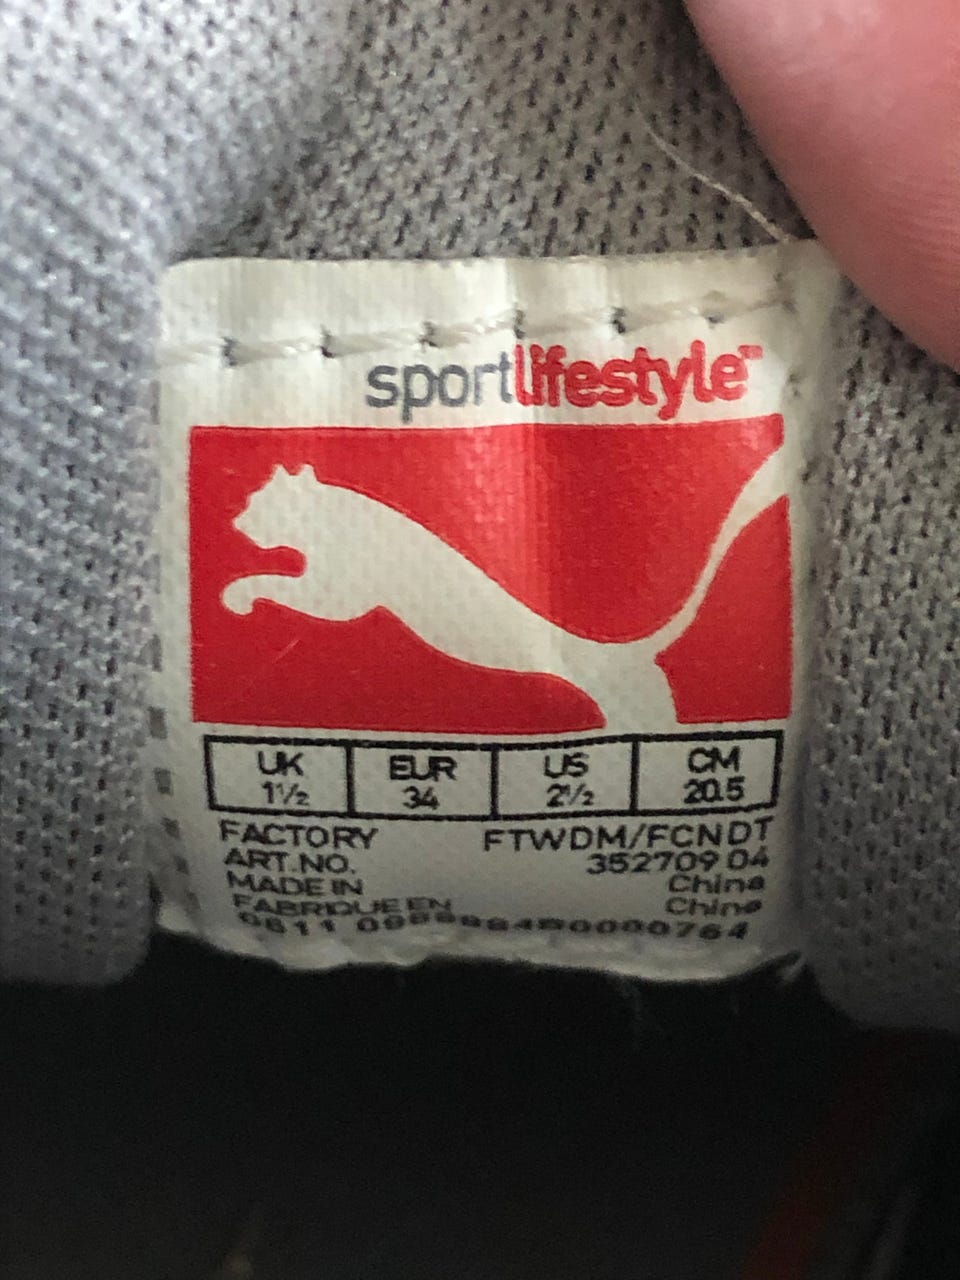 sportlifestyle™
UK EUR US CM
1½ 34 2½ 20.5
FACTORY FTWDM/FCNDT
ART.NO. 352709 04
MADE IN China
FABRIQUE EN China
0811